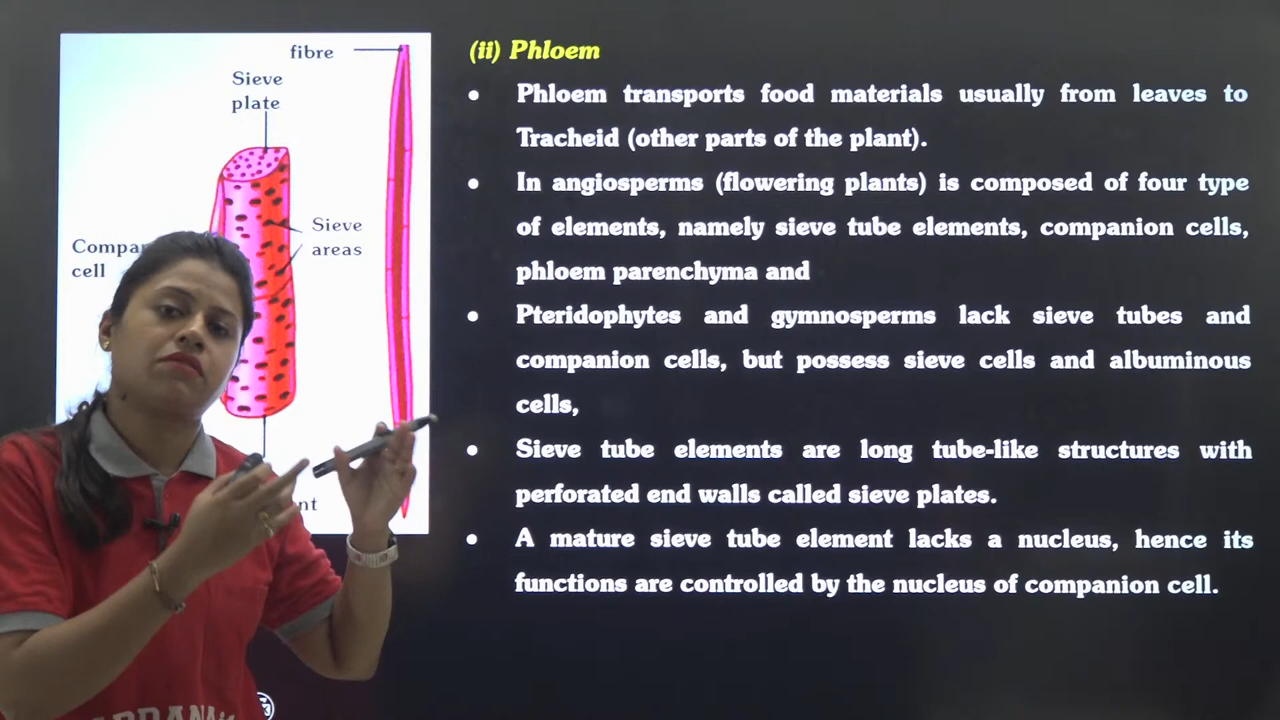 fibre
Sieve
plate
Sieve
areas
cell
(ii) Phloem
• Phloem transports food materials usually from leaves to
Tracheid (other parts of the plant).
• In angiosperms (flowering plants) is composed of four type
of elements, namely sieve tube elements, companion cells,
phloem parenchyma and
• Pteridophytes and gymnosperms lack sieve tubes and
companion cells, but possess sieve cells and albuminous
cells,
• Sieve tube elements are long tube-like structures with
perforated end walls called sieve plates.
• A mature sieve tube element lacks a nucleus, hence its
functions are controlled by the nucleus of companion cell.